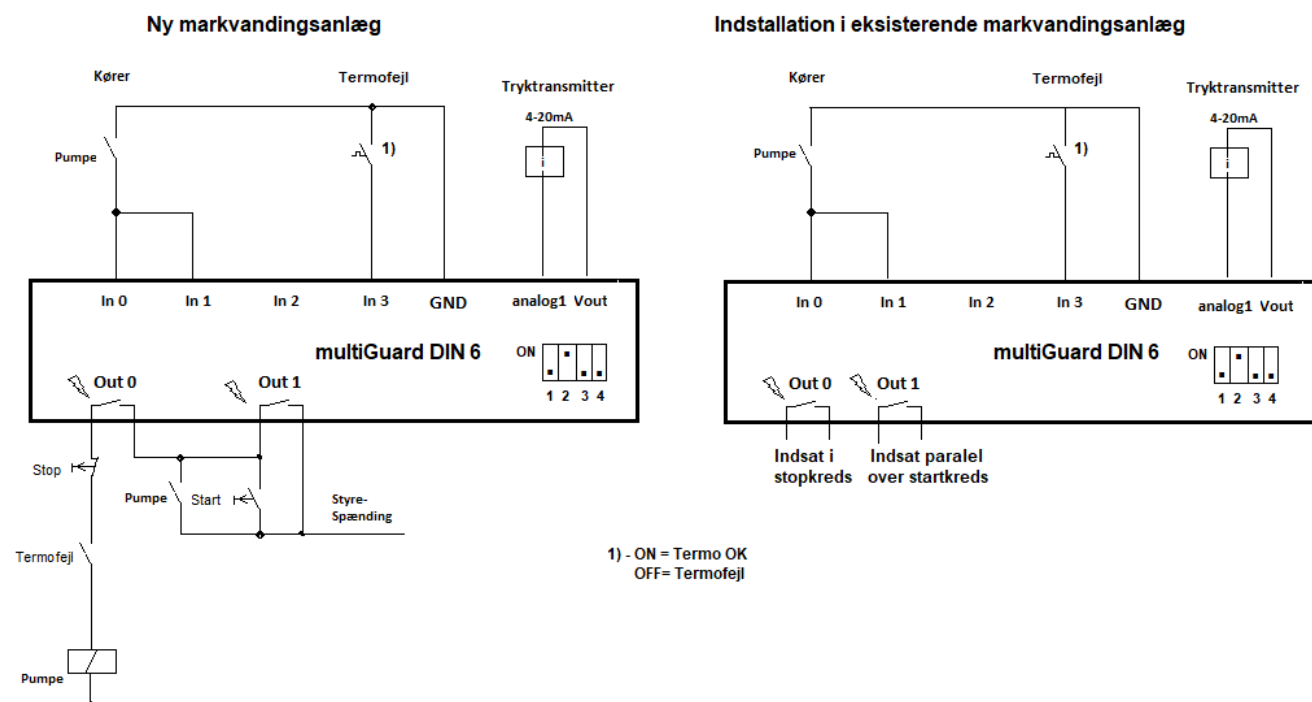 Ny markvandingsanlæg
Kører
Termofejl
Tryktransmitter
4-20mA
Pumpe
1)
i
In 0
In 1
In 2
In 3
GND
analog1
Vout
multiGuard DIN 6
ON
1 2 3 4
Out 0
Out 1
Stop
Pumpe
Start
Styre-
Spænding
Termofejl
Pumpe
Indstallation i eksisterende markvandingsanlæg
Kører
Termofejl
Tryktransmitter
4-20mA
Pumpe
1)
i
In 0
In 1
In 2
In 3
GND
analog1
Vout
multiGuard DIN 6
ON
1 2 3 4
Out 0
Out 1
Indsat i
stopkreds
Indsat paralel
over startkreds
1) - ON = Termo OK
OFF= Termofejl